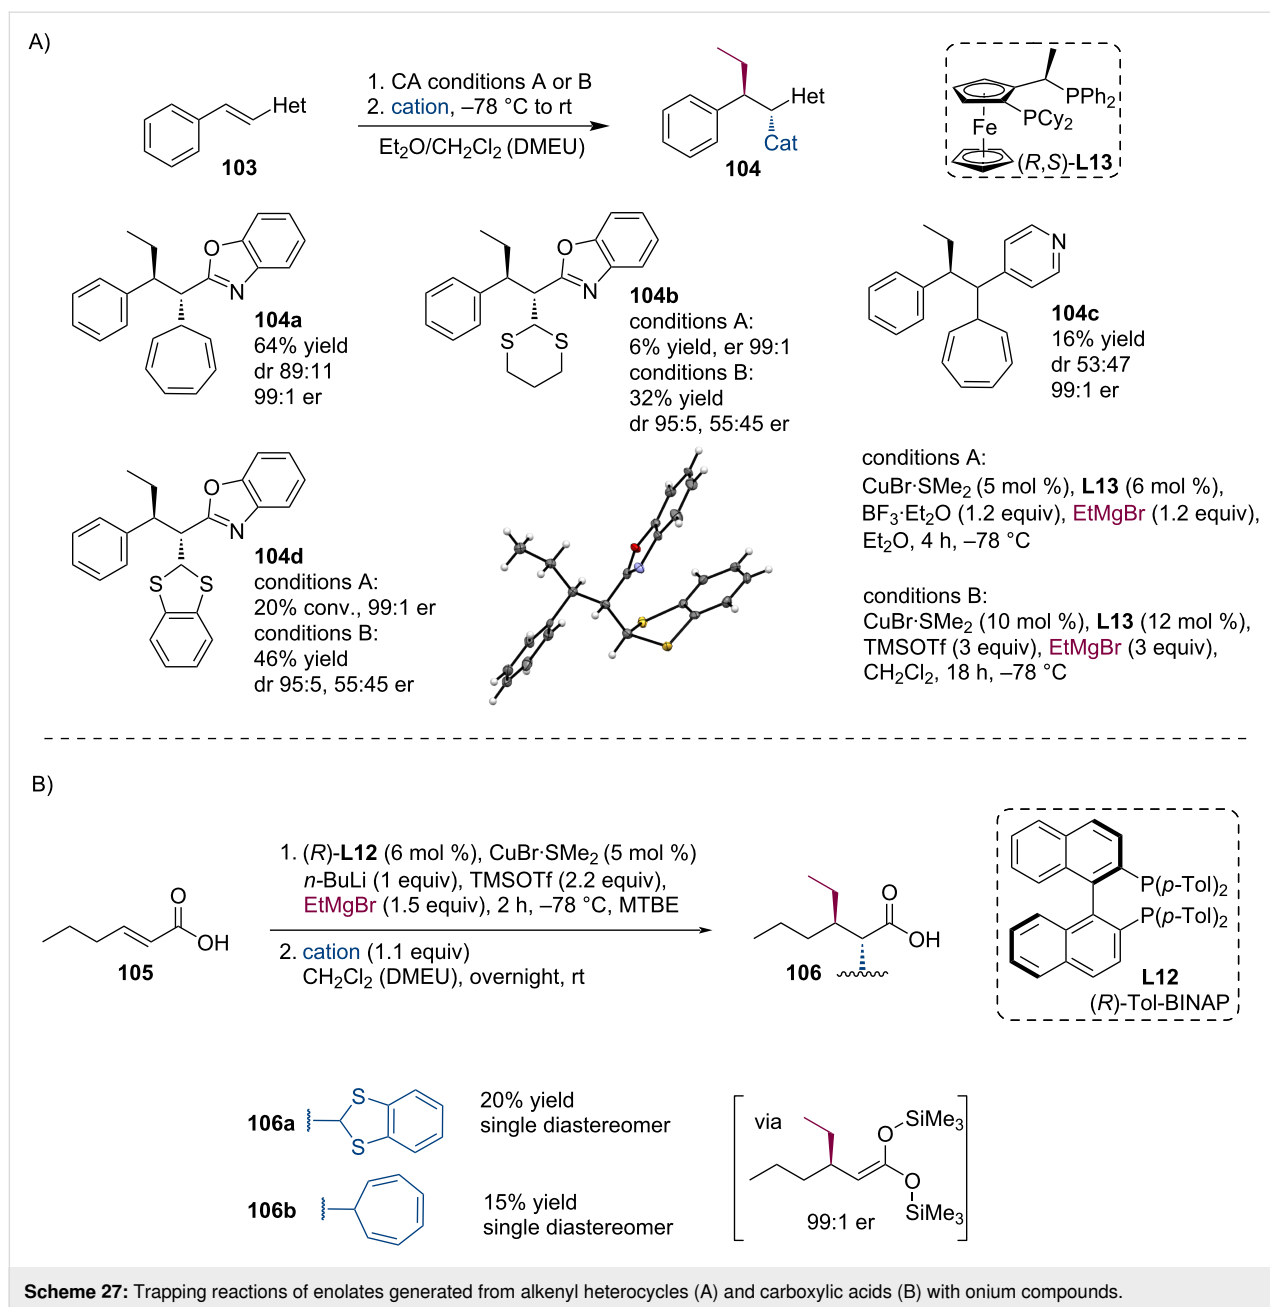 A)
Het
103
1. CA conditions A or B
2. cation, –78 °C to rt
Et2O/CH2Cl2 (DMEU)
Het
Cat
104
PPh2
PCy2
Fe
(R,S)-L13
O
N
104a
64% yield
dr 89:11
99:1 er
O
N
S
S
104b
conditions A:
6% yield, er 99:1
conditions B:
32% yield
dr 95:5, 55:45 er
N
104c
16% yield
dr 53:47
99:1 er
O
N
S
S
104d
conditions A:
20% conv., 99:1 er
conditions B:
46% yield
dr 95:5, 55:45 er
conditions A:
CuBr·SMe2 (5 mol %), L13 (6 mol %),
BF3·Et2O (1.2 equiv), EtMgBr (1.2 equiv),
Et2O, 4 h, –78 °C
conditions B:
CuBr·SMe2 (10 mol %), L13 (12 mol %),
TMSOTf (3 equiv), EtMgBr (3 equiv),
CH2Cl2, 18 h, –78 °C
B)
O
OH
105
1. (R)-L12 (6 mol %), CuBr·SMe2 (5 mol %)
n-BuLi (1 equiv), TMSOTf (2.2 equiv),
EtMgBr (1.5 equiv), 2 h, –78 °C, MTBE
2. cation (1.1 equiv)
CH2Cl2 (DMEU), overnight, rt
O
OH
106
P(p-Tol)2
P(p-Tol)2
L12
(R)-Tol-BINAP
106a
S
S
20% yield
single diastereomer
106b
15% yield
single diastereomer
via
O
SiMe3
O
SiMe3
99:1 er
Scheme 27: Trapping reactions of enolates generated from alkenyl heterocycles (A) and carboxylic acids (B) with onium compounds.